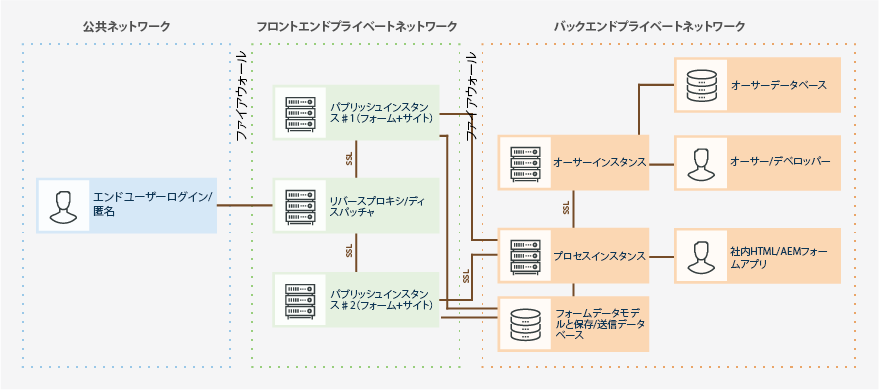 公共ネットワーク
フロントエンドプライベートネットワーク
バックエンドプライベートネットワーク
ファイアウォール
ファイアウォール
エンドユーザーログイン/
匿名
パブリッシュインスタン
ス#1（フォーム+サイト）
SSL
リバースプロキシ/ディ
スパッチャ
SSL
パブリッシュインスタン
ス#2（フォーム+サイト）
SSL
オーサーインスタンス
SSL
プロセスインスタンス
フォームデータモデ
ルと保存/送信データ
ベース
オーサーデータベース
オーサー/デベロッパー
社内HTML/AEMフォー
ムアプリ